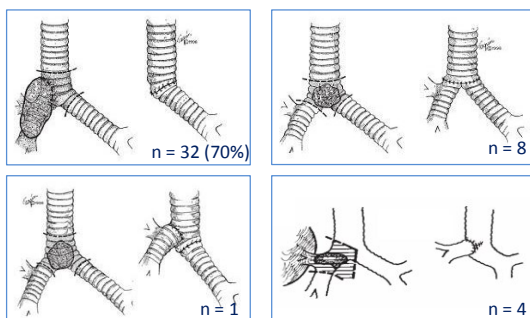 n = 32 (70%)
n = 8
n = 1
n = 4